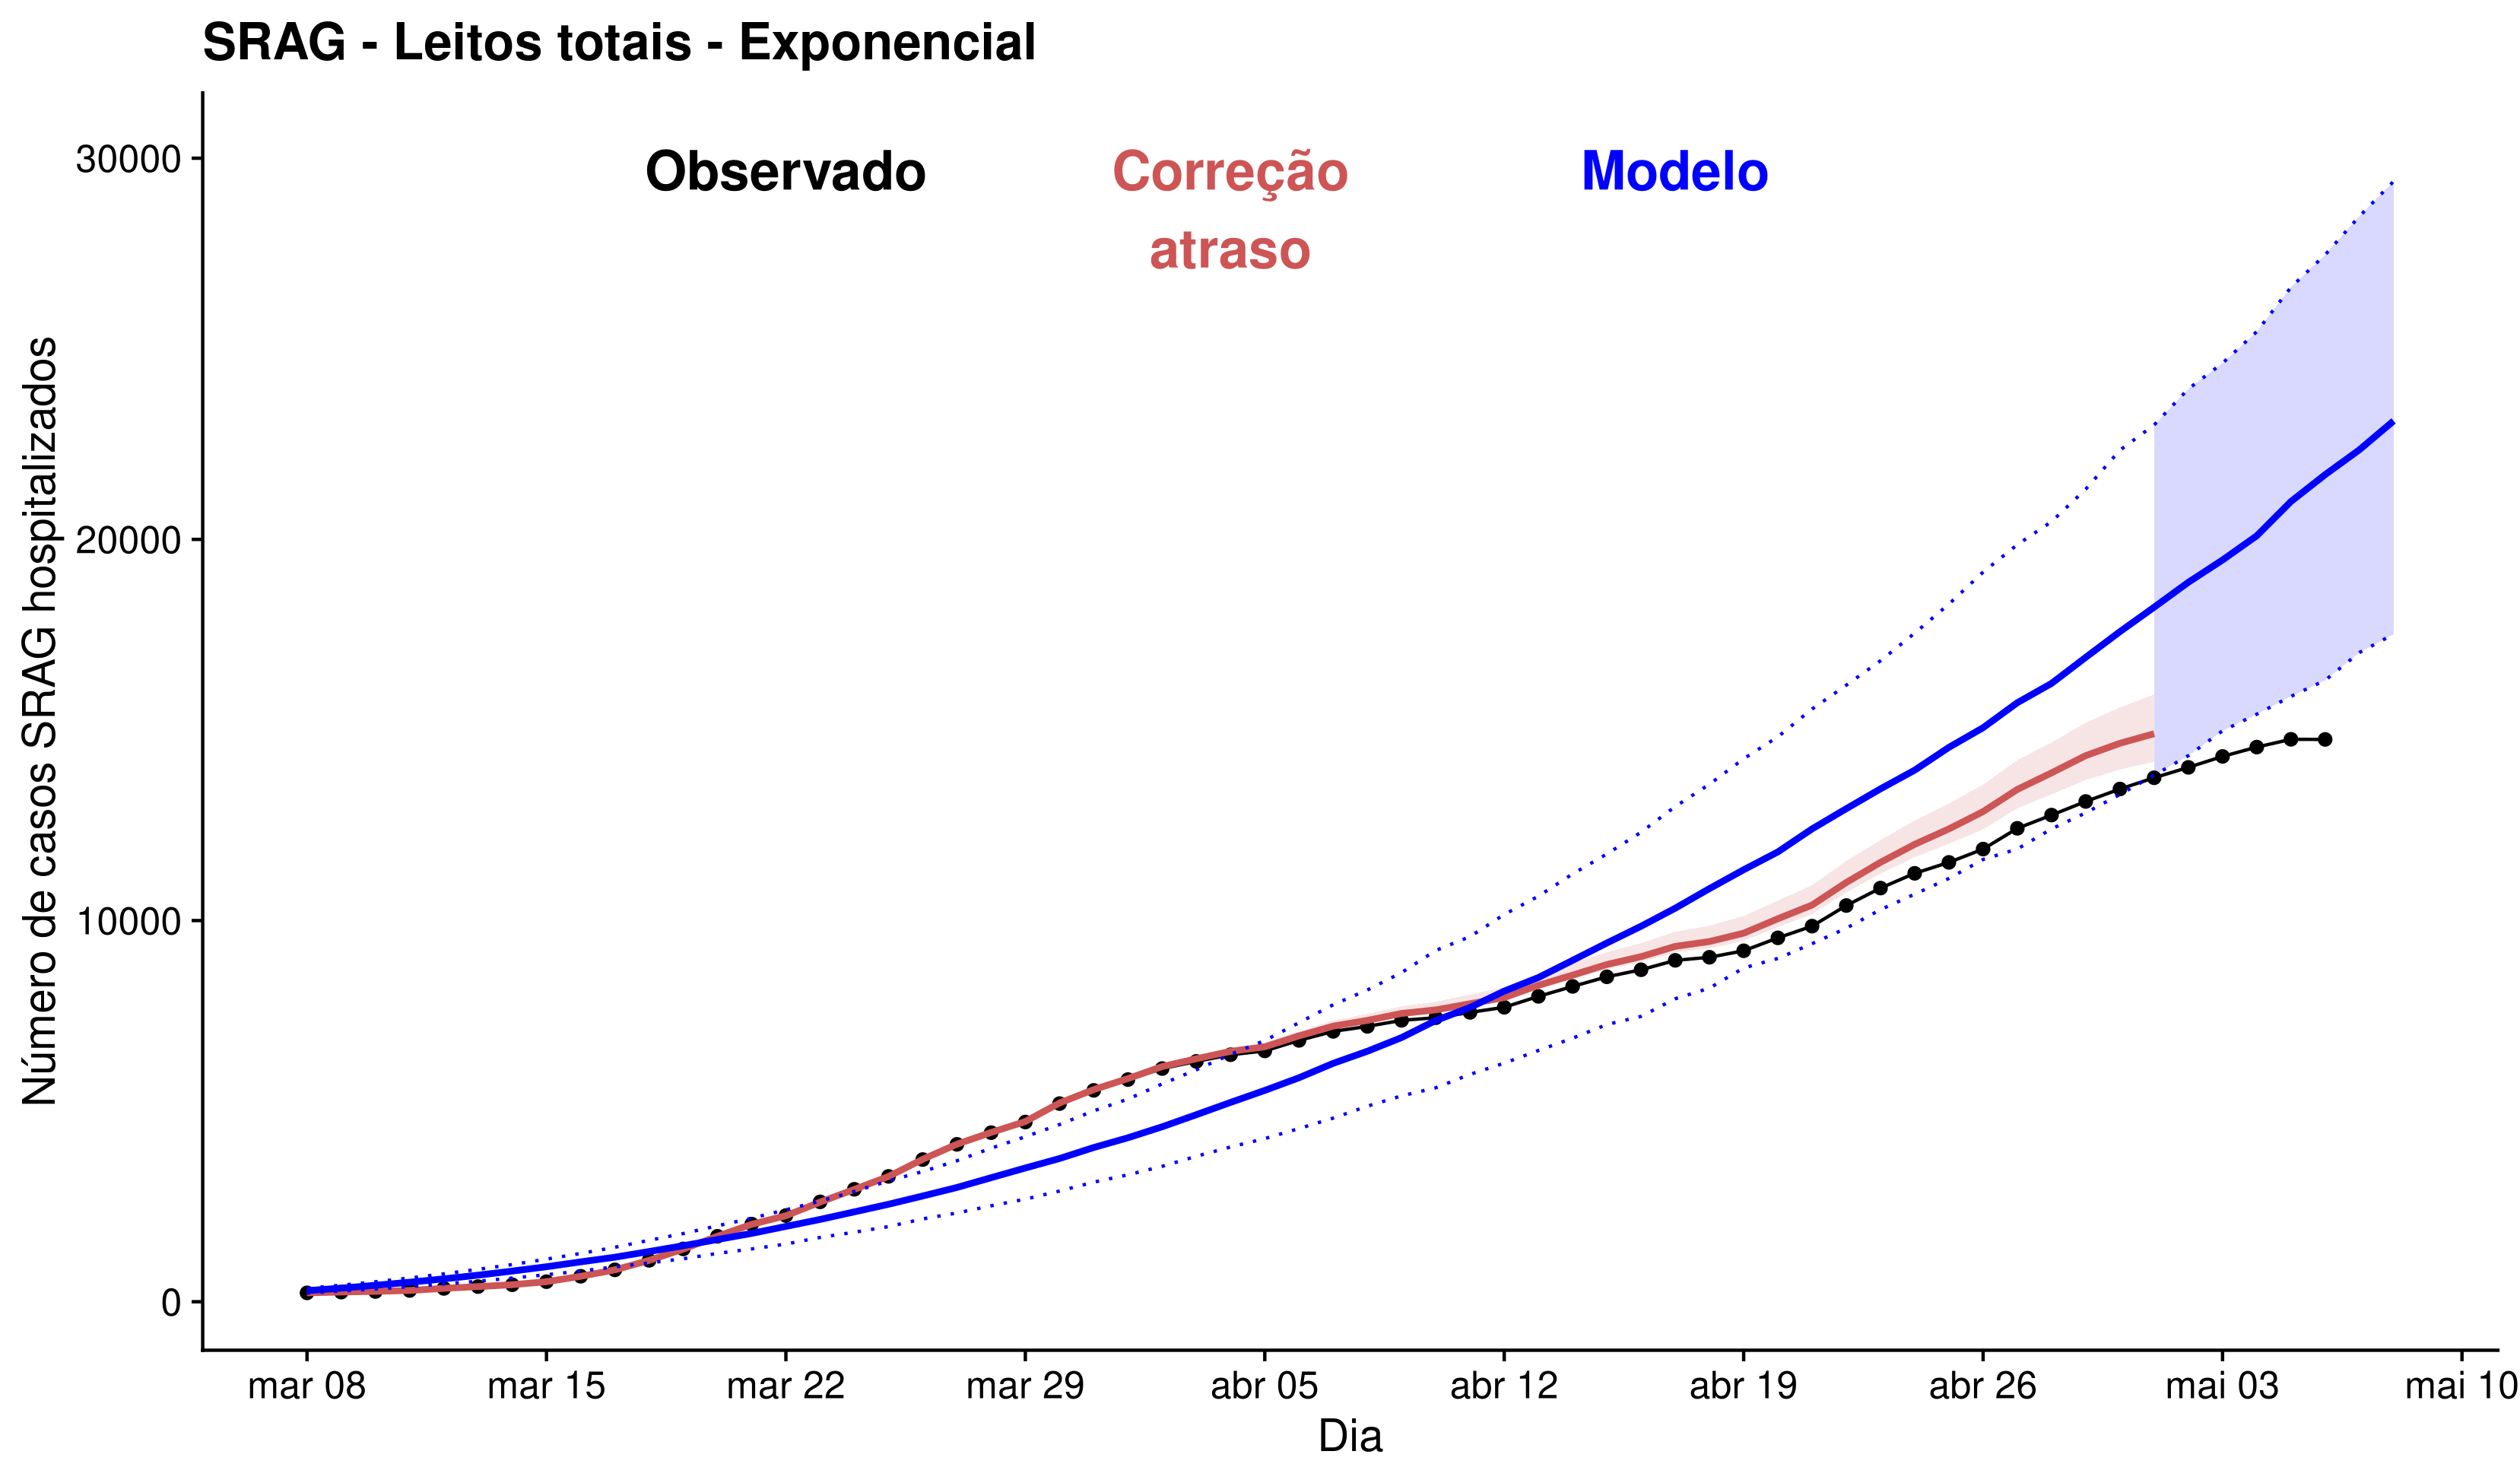 SRAG - Leitos totais - Exponencial
Observado
Correção
atraso
Modelo
Número de casos SRAG hospitalizados
30000
20000
10000
0
mar 08
mar 15
mar 22
mar 29
abr 05
abr 12
abr 19
abr 26
mai 03
mai 10
Dia